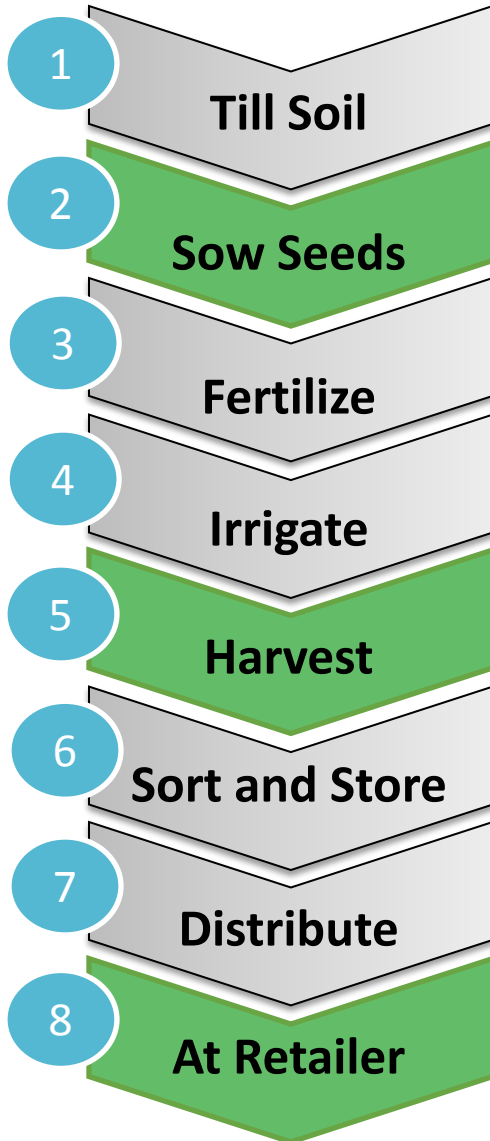 1
Till Soil
2
Sow Seeds
3
Fertilize
4
Irrigate
5
Harvest
6
Sort and Store
7
Distribute
8
At Retailer